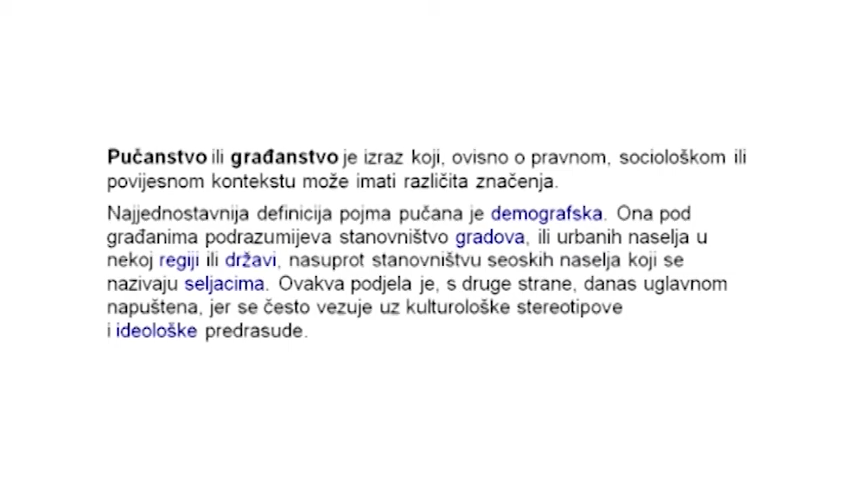 Pučanstvo ili građanstvo je izraz koji, ovisno o pravnom, sociološkom ili
povijesnom kontekstu može imati različita značenja.
Najjednostavnija definicija pojma pučana je demografska. Ona pod
građanima podrazumijeva stanovništvo gradova, ili urbanih naselja u
nekoj regiji ili državi, nasuprot stanovništvu seoskih naselja koji se
nazivaju seljacima. Ovakva podjela je, s druge strane, danas uglavnom
napuštena, jer se često vezuje uz kulturološke stereotipove
i ideološke predrasude.